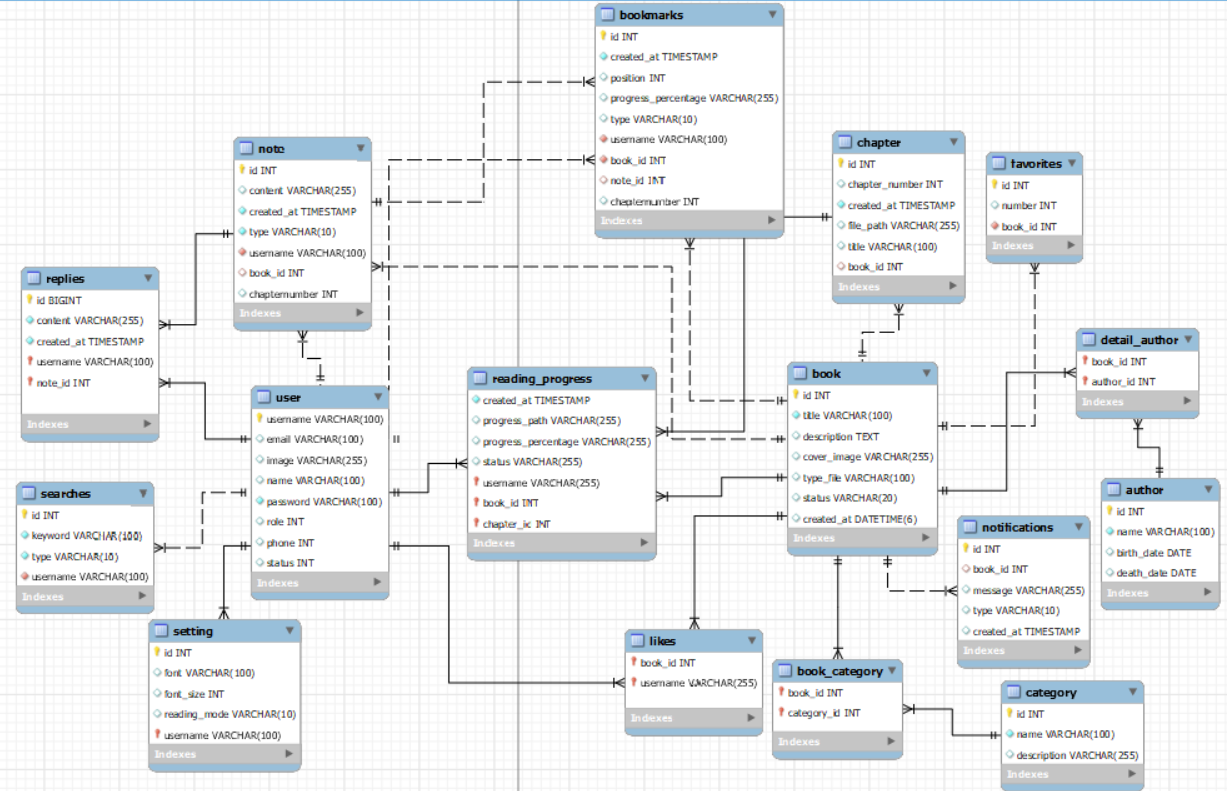 bookmarks
id INT
created_at TIMESTAMP
position INT
progress_percentage VARCHAR(255)
type VARCHAR(10)
username VARCHAR(100)
book_id INT
note_id INT
chapternumber INT
Indexes
note
id INT
content VARCHAR(255)
created_at TIMESTAMP
type VARCHAR(10)
username VARCHAR(100)
book_id INT
chapternumber INT
Indexes
chapter
id INT
chapter_number INT
created_at TIMESTAMP
file_path VARCHAR(255)
title VARCHAR(100)
book_id INT
Indexes
favorites
id INT
number INT
book_id INT
Indexes
replies
id BIGINT
content VARCHAR(255)
created_at TIMESTAMP
username VARCHAR(100)
note_id INT
Indexes
user
username VARCHAR(100)
email VARCHAR(100)
image VARCHAR(255)
name VARCHAR(100)
password VARCHAR(100)
role INT
phone INT
status INT
Indexes
reading_progress
created_at TIMESTAMP
progress_path VARCHAR(255)
progress_percentage VARCHAR(255)
status VARCHAR(255)
username VARCHAR(255)
book_id INT
chapter_ic INT
Indexes
book
id INT
title VARCHAR(100)
description TEXT
cover_image VARCHAR(255)
type_file VARCHAR(100)
status VARCHAR(20)
created_at DATETIME(6)
Indexes
detail_author
book_id INT
author_id INT
Indexes
searches
id INT
keyword VARCHAR(100)
type VARCHAR(10)
username VARCHAR(100)
Indexes
author
id INT
name VARCHAR(100)
birth_date DATE
death_date DATE
Indexes
notifications
id INT
book_id INT
message VARCHAR(255)
type VARCHAR(10)
created_at TIMESTAMP
Indexes
setting
id INT
font VARCHAR(100)
font_size INT
reading_mode VARCHAR(10)
username VARCHAR(100)
Indexes
likes
book_id INT
username VARCHAR(255)
Indexes
book_category
book_id INT
category_id INT
Indexes
category
id INT
name VARCHAR(100)
description VARCHAR(255)
Indexes